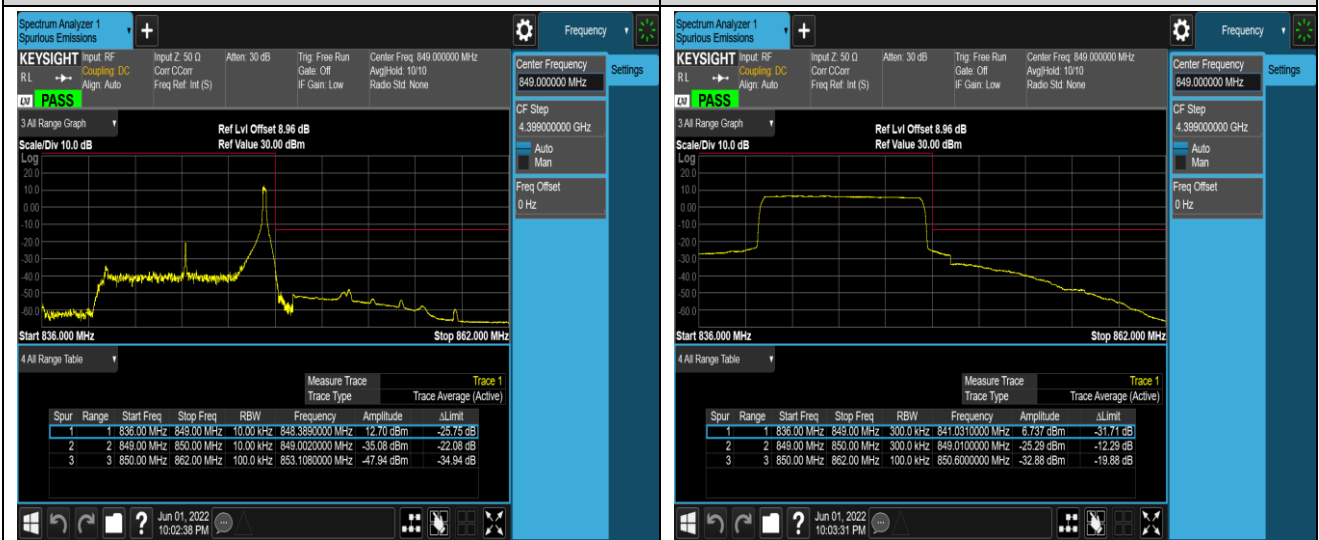 Spectrum Analyzer 1
Spurious Emissions
+
Frequency
KEYSIGHT Input: RF Input Z: 50 Ω Atten: 30 dB Trig: Free Run Center Freq: 849.000000 MHz
Coupling: DC Corr CCorr Gate: Off Avg|Hold: 10/10
RL Align: Auto Freq Ref: Int (S) IF Gain: Low Radio Std: None
LXI PASS
Center Frequency
849.000000 MHz
Settings
CF Step
4.399000000 GHz
Auto
Man
Freq Offset
0 Hz
3 All Range Graph
Ref Lvl Offset 8.96 dB
Scale/Div 10.0 dB Ref Value 30.00 dBm
Log
20.0
10.0
0.00
-10.0
-20.0
-30.0
-40.0
-50.0
-60.0
Start 836.000 MHz Stop 862.000 MHz
4 All Range Table
Measure Trace Trace 1
Trace Type Trace Average (Active)
Spur Range Start Freq Stop Freq RBW Frequency Amplitude ΔLimit
1 1 836.00 MHz 849.00 MHz 10.00 kHz 848.3890000 MHz 12.70 dBm -25.75 dB
2 2 849.00 MHz 850.00 MHz 10.00 kHz 849.0020000 MHz -35.08 dBm -22.08 dB
3 3 850.00 MHz 862.00 MHz 100.0 kHz 853.1080000 MHz -47.94 dBm -34.94 dB
?
Jun 01, 2022
10:02:38 PM
Spectrum Analyzer 1
Spurious Emissions
+
Frequency
KEYSIGHT Input: RF Input Z: 50 Ω Atten: 30 dB Trig: Free Run Center Freq: 849.000000 MHz
Coupling: DC Corr CCorr Gate: Off Avg|Hold: 10/10
RL Align: Auto Freq Ref: Int (S) IF Gain: Low Radio Std: None
LXI PASS
Center Frequency
849.000000 MHz
Settings
CF Step
4.399000000 GHz
Auto
Man
Freq Offset
0 Hz
3 All Range Graph
Ref Lvl Offset 8.96 dB
Scale/Div 10.0 dB Ref Value 30.00 dBm
Log
20.0
10.0
0.00
-10.0
-20.0
-30.0
-40.0
-50.0
-60.0
Start 836.000 MHz Stop 862.000 MHz
4 All Range Table
Measure Trace Trace 1
Trace Type Trace Average (Active)
Spur Range Start Freq Stop Freq RBW Frequency Amplitude ΔLimit
1 1 836.00 MHz 849.00 MHz 300.0 kHz 841.0310000 MHz 6.737 dBm -31.71 dB
2 2 849.00 MHz 850.00 MHz 300.0 kHz 849.0100000 MHz -25.29 dBm -12.29 dB
3 3 850.00 MHz 862.00 MHz 100.0 kHz 850.6000000 MHz -32.88 dBm -19.88 dB
?
Jun 01, 2022
10:03:31 PM